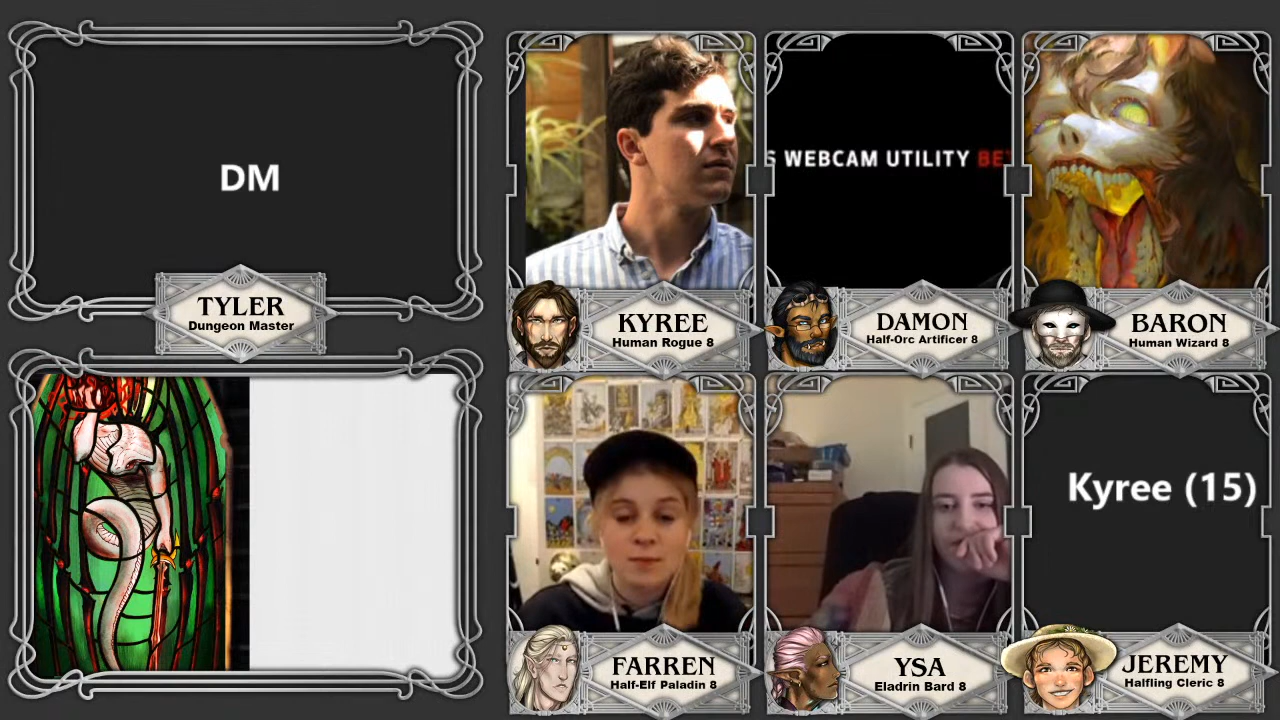 DM
TYLER
Dungeon Master
KYREE
Human Rogue 8
S WEBCAM UTILITY
DAMON
Half-Orc Artificer 8
BARON
Human Wizard 8
FARREN
Half-Elf Paladin 8
YSA
Eladrin Bard 8
Kyree (15)
JEREMY
Halfling Cleric 8